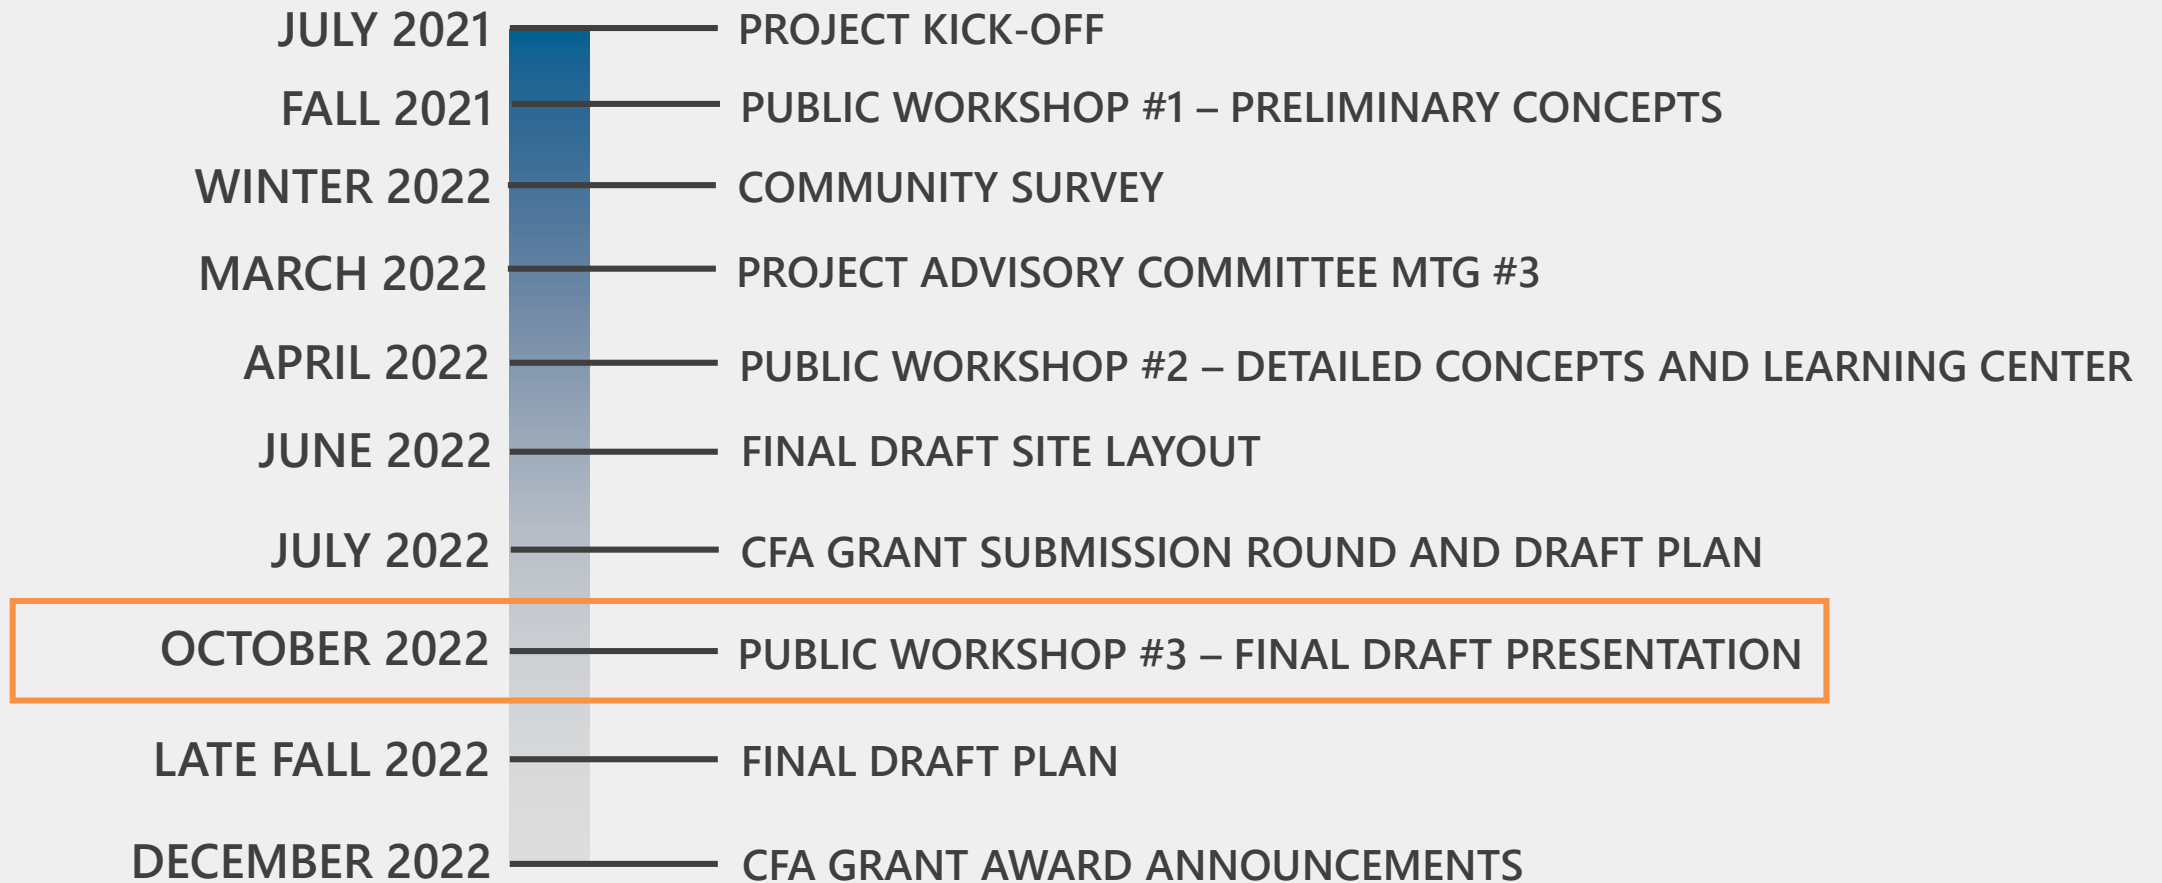 JULY 2021 PROJECT KICK-OFF
FALL 2021 PUBLIC WORKSHOP #1 – PRELIMINARY CONCEPTS
WINTER 2022 COMMUNITY SURVEY
MARCH 2022 PROJECT ADVISORY COMMITTEE MTG #3
APRIL 2022 PUBLIC WORKSHOP #2 – DETAILED CONCEPTS AND LEARNING CENTER
JUNE 2022 FINAL DRAFT SITE LAYOUT
JULY 2022 CFA GRANT SUBMISSION ROUND AND DRAFT PLAN
OCTOBER 2022 PUBLIC WORKSHOP #3 – FINAL DRAFT PRESENTATION
LATE FALL 2022 FINAL DRAFT PLAN
DECEMBER 2022 CFA GRANT AWARD ANNOUNCEMENTS